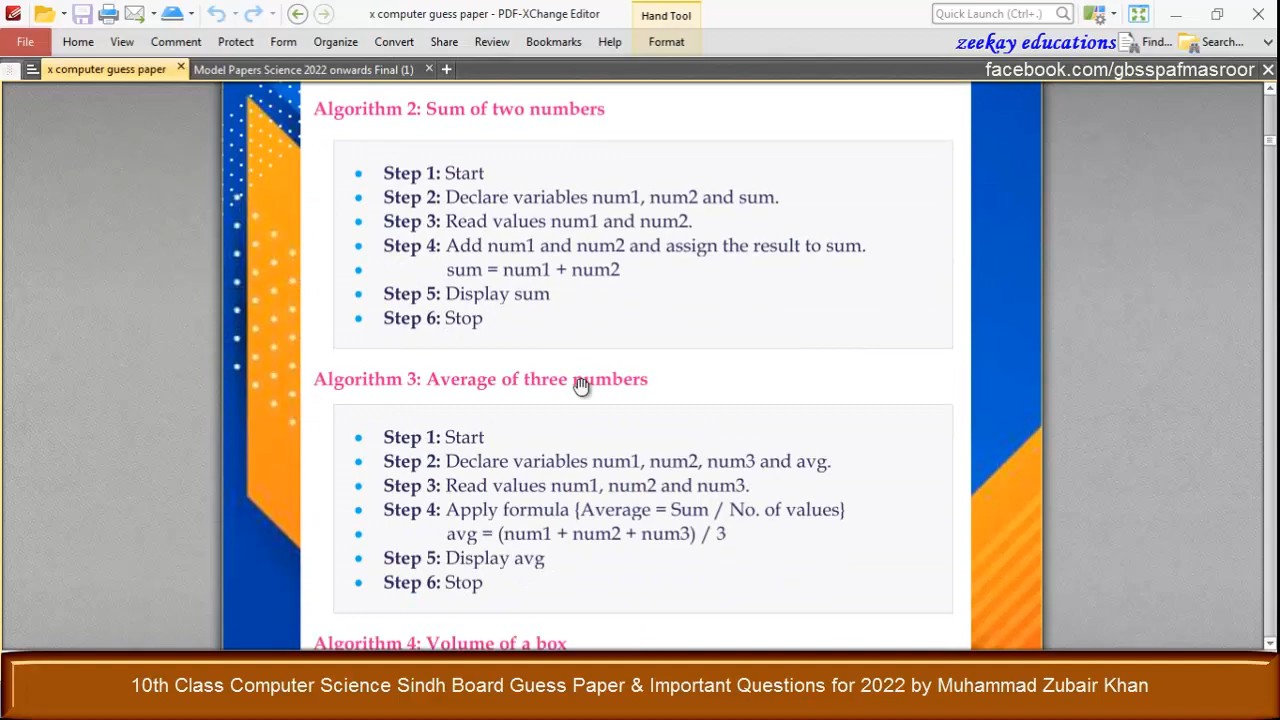 x computer guess paper - PDF-XChange Editor
Hand Tool
Quick Launch (Ctrl+.)
File Home View Comment Protect Form Organize Convert Share Review Bookmarks Help Format
zeekay educations
Find...
Search...
x computer guess paper
Model Papers Science 2022 onwards Final (1)
facebook.com/gbsspafmasroor
Algorithm 2: Sum of two numbers
• Step 1: Start
• Step 2: Declare variables num1, num2 and sum.
• Step 3: Read values num1 and num2.
• Step 4: Add num1 and num2 and assign the result to sum.
• sum = num1 + num2
• Step 5: Display sum
• Step 6: Stop
Algorithm 3: Average of three numbers
• Step 1: Start
• Step 2: Declare variables num1, num2, num3 and avg.
• Step 3: Read values num1, num2 and num3.
• Step 4: Apply formula {Average = Sum / No. of values}
• avg = (num1 + num2 + num3) / 3
• Step 5: Display avg
• Step 6: Stop
Algorithm 4: Volume of a box
10th Class Computer Science Sindh Board Guess Paper & Important Questions for 2022 by Muhammad Zubair Khan